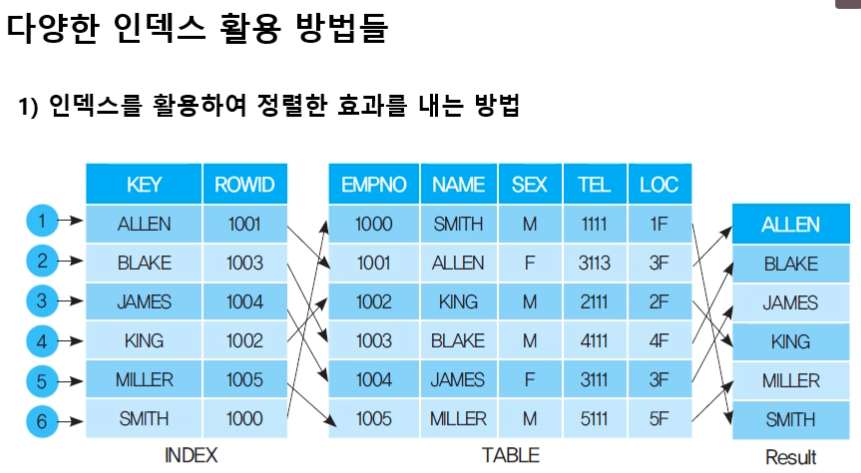 다양한 인덱스 활용 방법들
1) 인덱스를 활용하여 정렬한 효과를 내는 방법
KEY ROWID EMPNO NAME SEX TEL LOC
1 ALLEN 1001 1000 SMITH M 1111 1F ALLEN
2 BLAKE 1003 1001 ALLEN F 3113 3F BLAKE
3 JAMES 1004 1002 KING M 2111 2F JAMES
4 KING 1002 1003 BLAKE M 4111 4F KING
5 MILLER 1005 1004 JAMES F 3111 3F MILLER
6 SMITH 1000 1005 MILLER M 5111 5F SMITH
INDEX TABLE Result